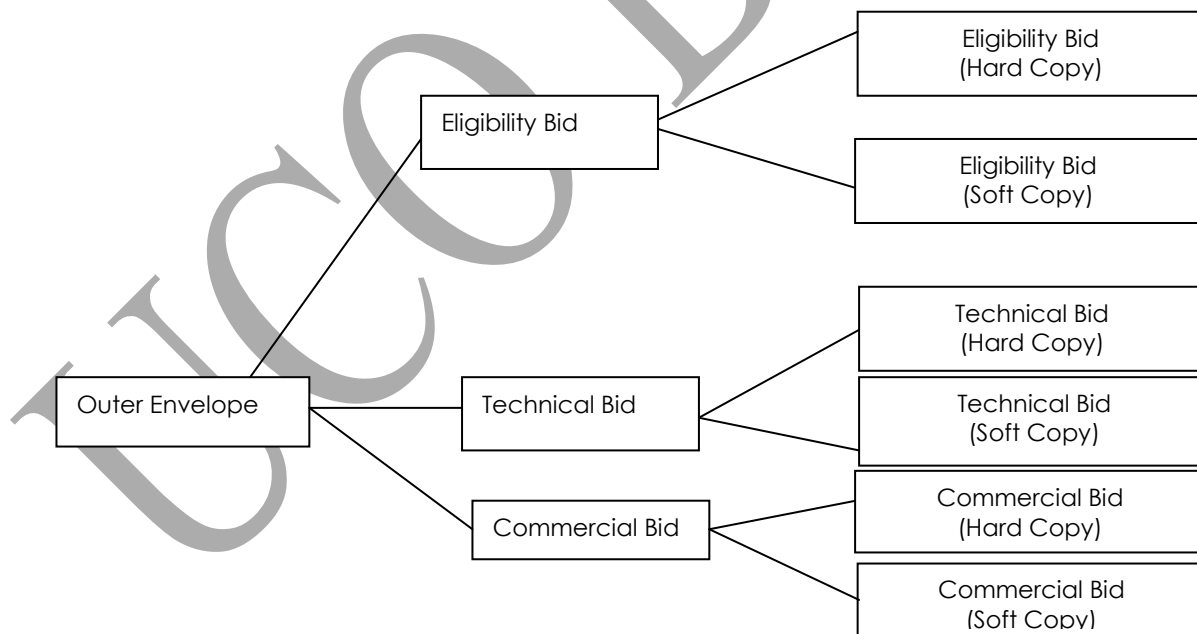 UCO
Eligibility Bid
(Hard Copy)
Eligibility Bid
Eligibility Bid
(Soft Copy)
Technical Bid
(Hard Copy)
Outer Envelope
Technical Bid
Technical Bid
(Soft Copy)
Commercial Bid
(Hard Copy)
Commercial Bid
Commercial Bid
(Soft Copy)